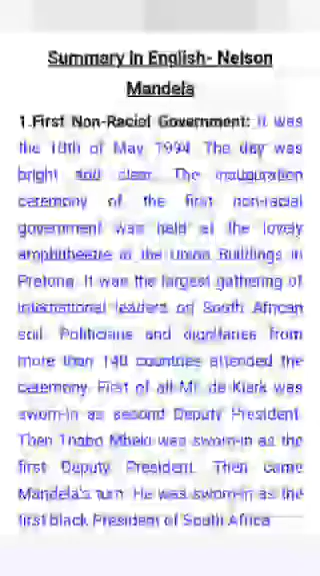 Summary in English- Nelson
Mandela
1.First Non-Racial Government: It was
the 10th of May, 1994. The day was
bright and clear. The inauguration
ceremony of the first non-racial
government was held at the lovely
amphitheatre of the Union Buildings in
Pretoria. It was the largest gathering of
international leaders on South African
soil. Politicians and dignitaries from
more than 140 countries attended the
ceremony. First of all Mr. de Klerk was
sworn-in as second Deputy President.
Then Thabo Mbeki was sworn-in as the
first Deputy President. Then came
Mandela's turn. He was sworn-in as the
first black President of South Africa.